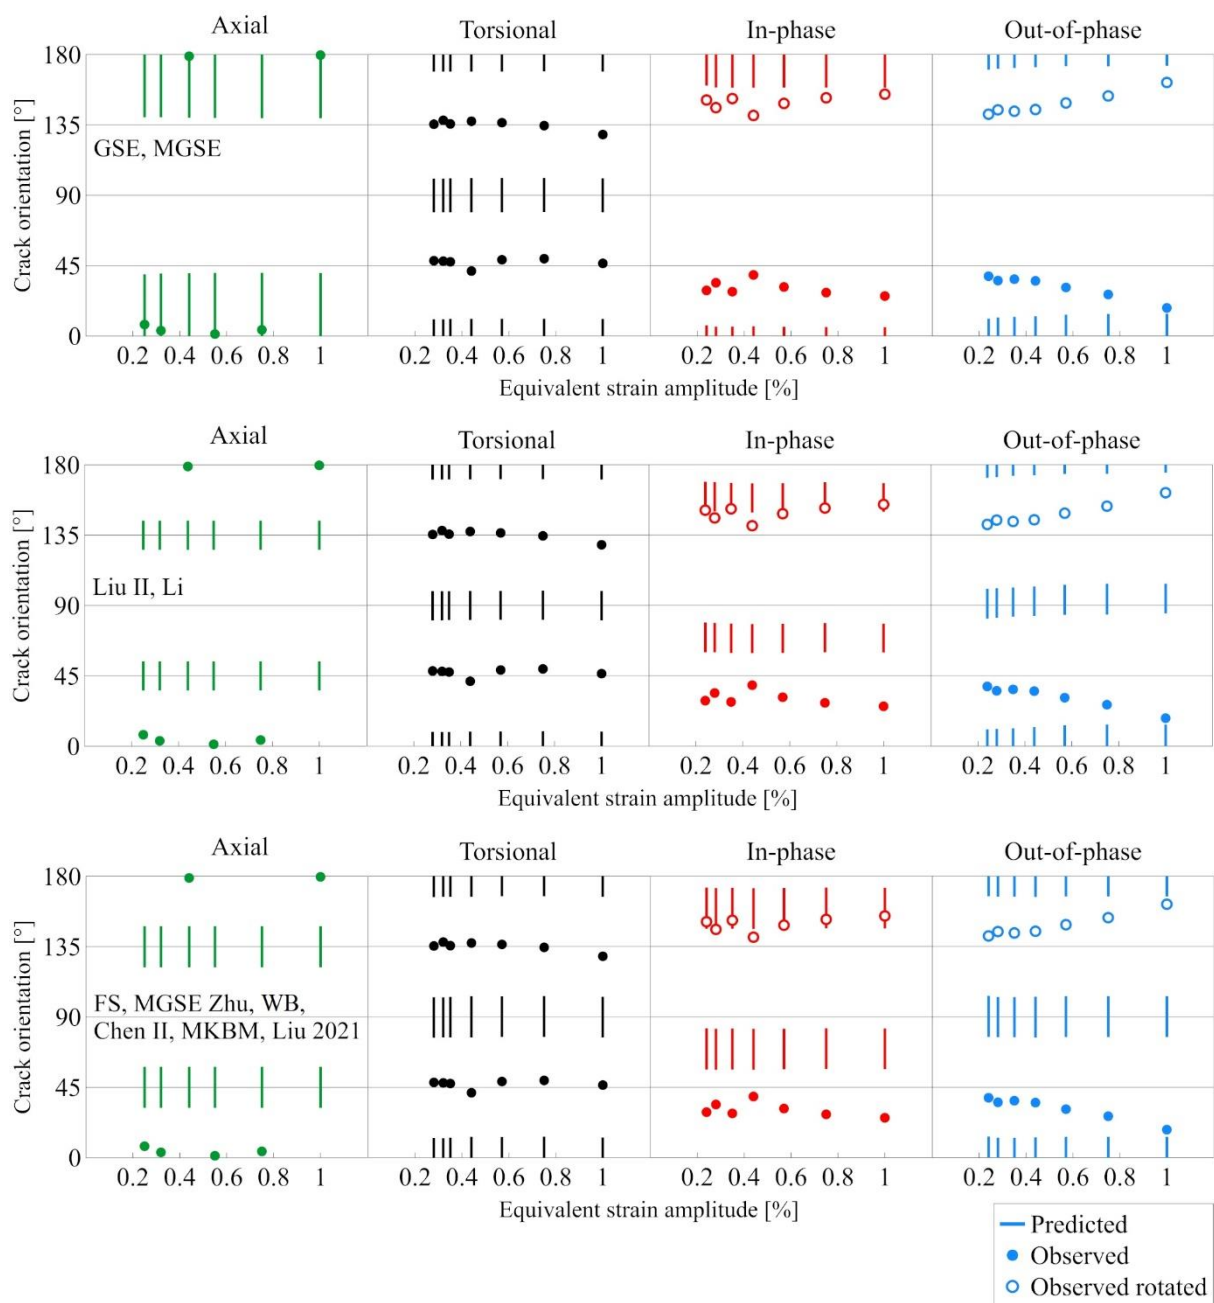 Axial Torsional In-phase Out-of-phase
Crack orientation [°]
180
135
90
45
0
GSE, MGSE
0.2 0.4 0.6 0.8 1 0.2 0.4 0.6 0.8 1 0.2 0.4 0.6 0.8 1 0.2 0.4 0.6 0.8 1
Equivalent strain amplitude [%]
Axial Torsional In-phase Out-of-phase
Crack orientation [°]
180
135
90
45
0
Liu II, Li
0.2 0.4 0.6 0.8 1 0.2 0.4 0.6 0.8 1 0.2 0.4 0.6 0.8 1 0.2 0.4 0.6 0.8 1
Equivalent strain amplitude [%]
Axial Torsional In-phase Out-of-phase
Crack orientation [°]
180
135
90
45
0
FS, MGSE Zhu, WB,
Chen II, MKBM, Liu 2021
0.2 0.4 0.6 0.8 1 0.2 0.4 0.6 0.8 1 0.2 0.4 0.6 0.8 1 0.2 0.4 0.6 0.8 1
Equivalent strain amplitude [%]
Predicted
Observed
Observed rotated